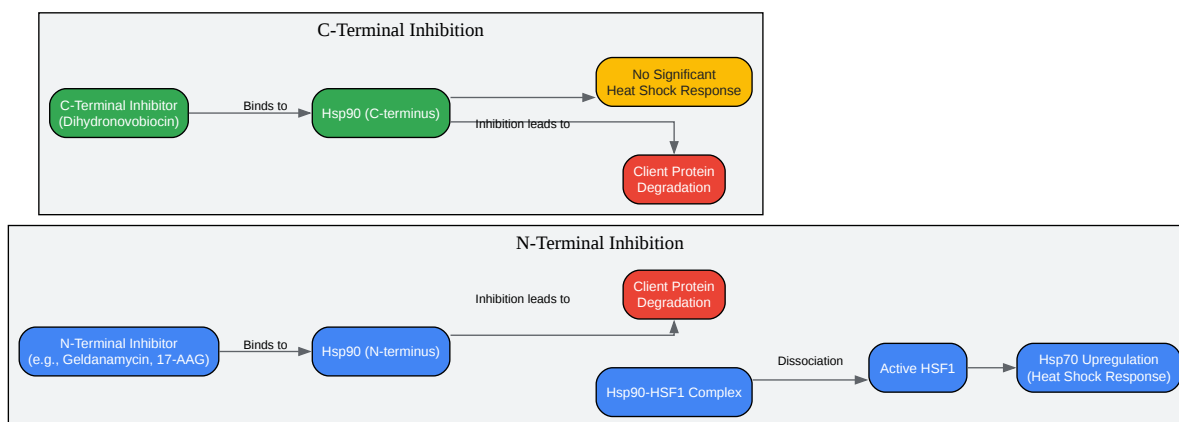 C-Terminal Inhibition
C-Terminal Inhibitor
(Dihydronovobiocin)
Binds to
Hsp90 (C-terminus)
No Significant
Heat Shock Response
Inhibition leads to
Client Protein
Degradation
N-Terminal Inhibition
N-Terminal Inhibitor
(e.g., Geldanamycin, 17-AAG)
Binds to
Hsp90 (N-terminus)
Inhibition leads to
Client Protein
Degradation
Hsp90-HSF1 Complex
Dissociation
Active HSF1
Hsp70 Upregulation
(Heat Shock Response)